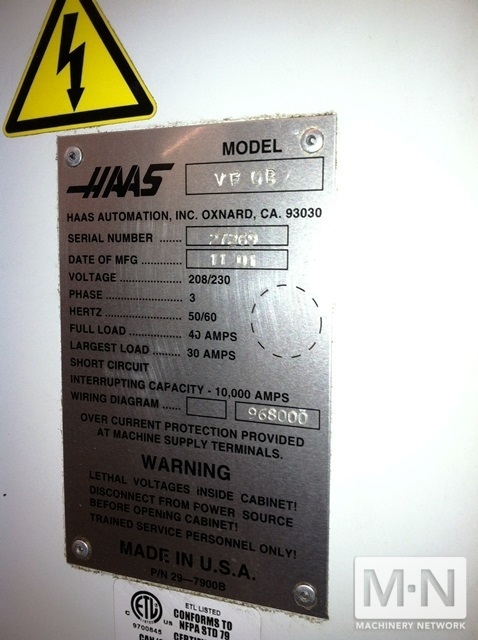 MODEL
HAAS
HAAS AUTOMATION, INC. OXNARD, CA. 93030
SERIAL NUMBER ......
DATE OF MFG ......
VOLTAGE .................... 208/230
PHASE ........................ 3
HERTZ ........................ 50/60
FULL LOAD ................ 40 AMPS
LARGEST LOAD ....... 30 AMPS
SHORT CIRCUIT
INTERRUPTING CAPACITY - 10,000 AMPS
WIRING DIAGRAM ..... 968000
OVER CURRENT PROTECTION PROVIDED
AT MACHINE SUPPLY TERMINALS.
WARNING
LETHAL VOLTAGES INSIDE CABINET!
DISCONNECT FROM POWER SOURCE
BEFORE OPENING CABINET!
TRAINED SERVICE PERSONNEL ONLY!
MADE IN U.S.A.
P/N 29-7900B
ETL LISTED
CONFORMS TO
NFPA STD 79
C ETL US
9700845
M·N
MACHINERY NETWORK